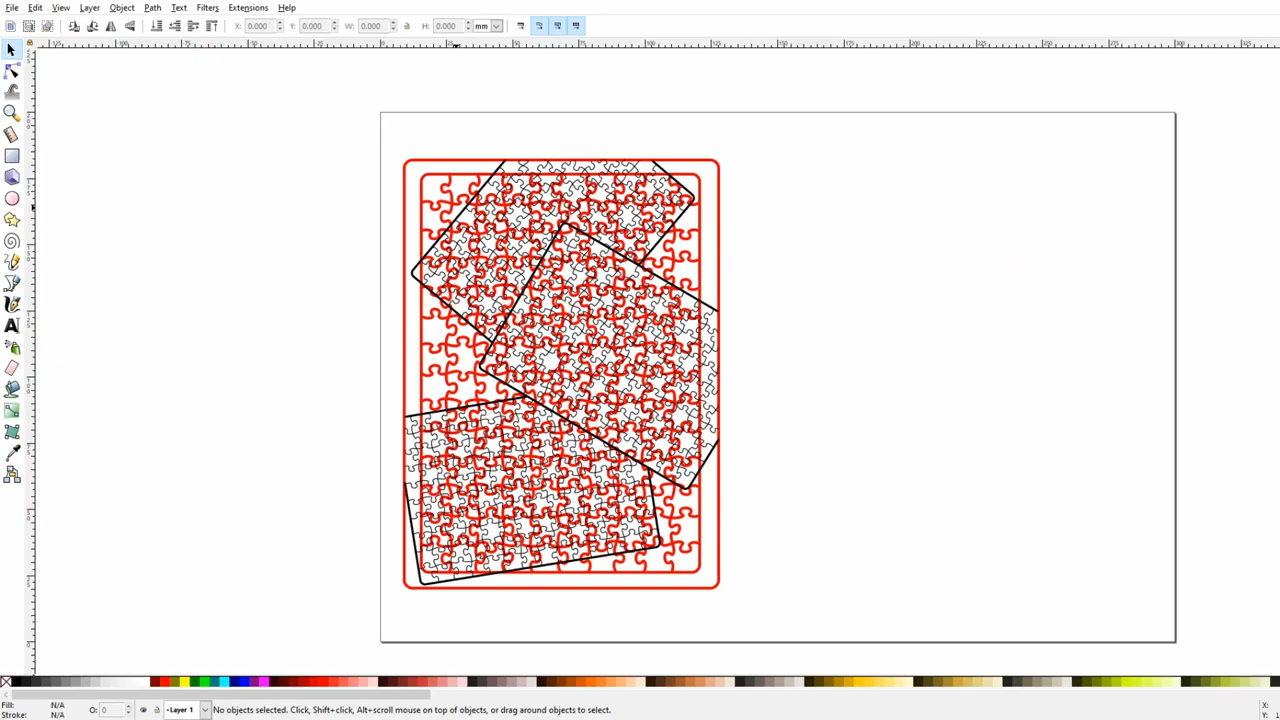 File Edit View Layer Object Path Text Filters Extensions Help
X: 0.000 Y: 0.000 W: 0.000 H: 0.000 mm
Fill: N/A O: 0 Layer 1 No objects selected. Click, Shift+click, Alt+scroll mouse on top of objects, or drag around objects to select. X:
Stroke: N/A Y: 1